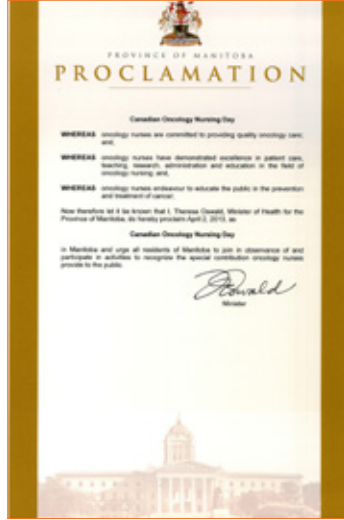 PROVINCE OF MANITOBA
PROCLAMATION
Canadian Oncology Nursing Day
WHEREAS oncology nurses are committed to providing quality oncology care;
and,
WHEREAS oncology nurses have demonstrated excellence in patient care,
teaching, research, administration and education in the field of
oncology nursing; and,
WHEREAS oncology nurses endeavour to educate the public in the prevention
and treatment of cancer;
Now therefore let it be known that I, Theresa Oswald, Minister of Health for the
Province of Manitoba, do hereby proclaim April 2, 2013, as
Canadian Oncology Nursing Day
in Manitoba and urge all residents of Manitoba to join in observance of and
participate in activities to recognize the special contribution oncology nurses
provide to the public.
TOswald
Minister